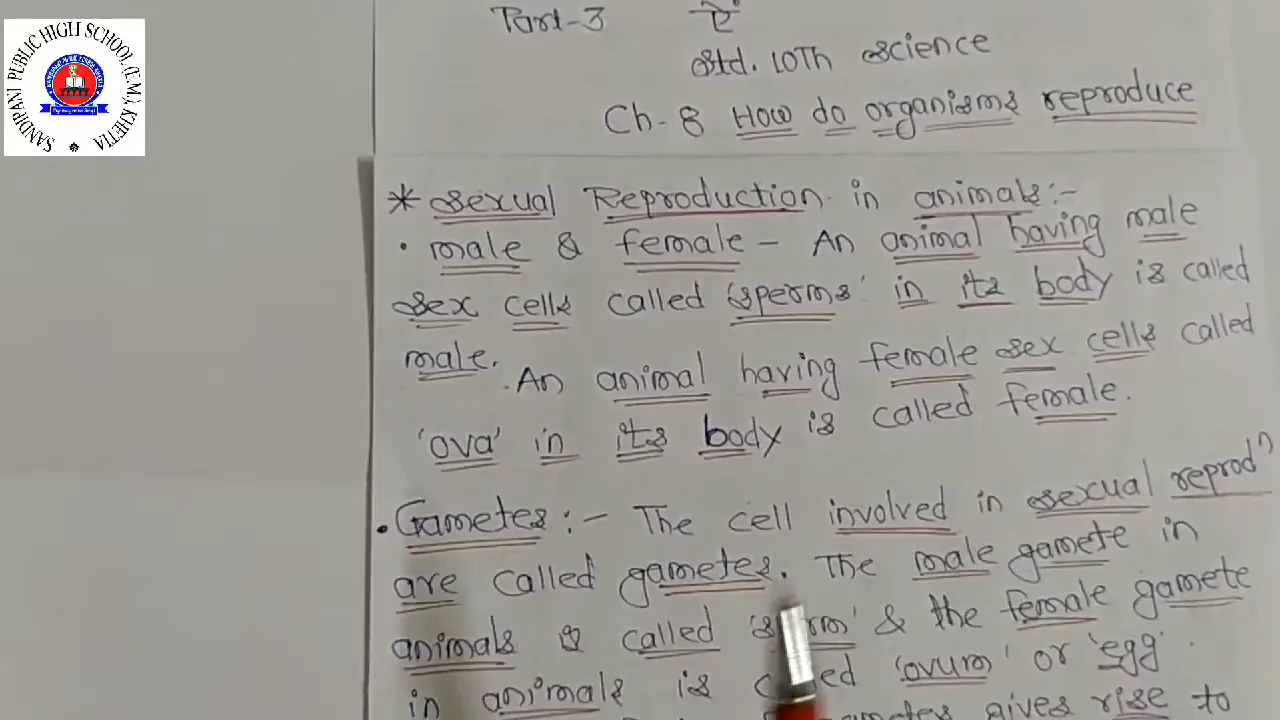 SANDIPANI PUBLIC HIGH SCHOOL (E.M.), KHETIA
Part-3 ऐं
Std. 10Th Science
Ch-8 How do organisms reproduce
* Sexual Reproduction in animals:-
• male & female - An animal having male
sex cells called 'sperms' in its body is called
male.
. An animal having female sex cells called
'ova' in its body is called female.
• Gametes:- The cell involved in sexual reprodⁿ
are called gametes. The male gamete in
animals is called & the female gamete
in animals is 'ovum' or 'egg'.
gives rise to